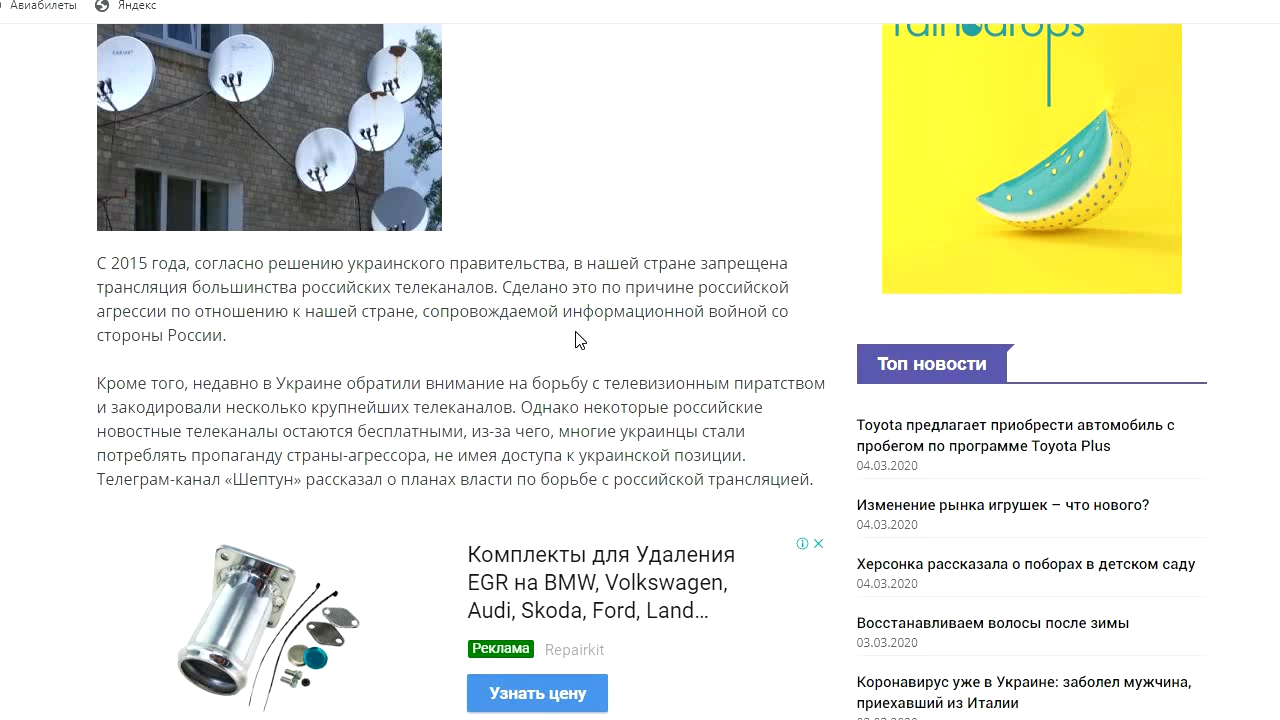 Авиабилеты
Яндекс
raindrops
С 2015 года, согласно решению украинского правительства, в нашей стране запрещена
трансляция большинства российских телеканалов. Сделано это по причине российской
агрессии по отношению к нашей стране, сопровождаемой информационной войной со
стороны России.
Кроме того, недавно в Украине обратили внимание на борьбу с телевизионным пиратством
и закодировали несколько крупнейших телеканалов. Однако некоторые российские
новостные телеканалы остаются бесплатными, из-за чего, многие украинцы стали
потреблять пропаганду страны-агрессора, не имея доступа к украинской позиции.
Телеграм-канал «Шептун» рассказал о планах власти по борьбе с российской трансляцией.
Комплекты для Удаления
EGR на BMW, Volkswagen,
Audi, Skoda, Ford, Land...
Реклама Repairkit
Узнать цену
Топ новости
Toyota предлагает приобрести автомобиль с
пробегом по программе Toyota Plus
04.03.2020
Изменение рынка игрушек – что нового?
04.03.2020
Херсонка рассказала о поборах в детском саду
04.03.2020
Восстанавливаем волосы после зимы
03.03.2020
Коронавирус уже в Украине: заболел мужчина,
приехавший из Италии